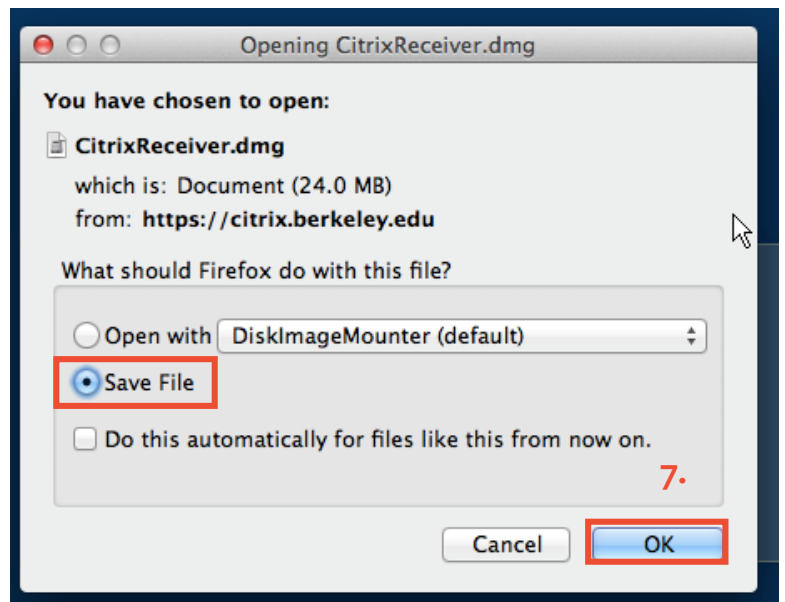 Opening CitrixReceiver.dmg
You have chosen to open:
CitrixReceiver.dmg
which is: Document (24.0 MB)
from: https://citrix.berkeley.edu
What should Firefox do with this file?
Open with DiskImageMounter (default)
Save File
Do this automatically for files like this from now on.
7.
Cancel OK